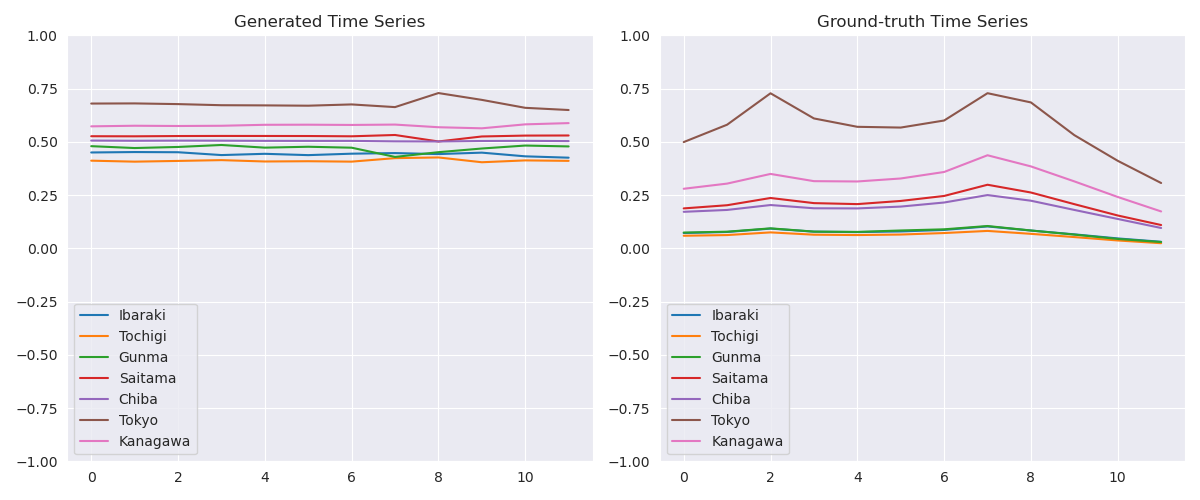 Generated Time Series
1.00
0.75
0.50
0.25
0.00
−0.25
−0.50
−0.75
−1.00
Ibaraki
Tochigi
Gunma
Saitama
Chiba
Tokyo
Kanagawa
0 2 4 6 8 10
Ground-truth Time Series
1.00
0.75
0.50
0.25
0.00
−0.25
−0.50
−0.75
−1.00
Ibaraki
Tochigi
Gunma
Saitama
Chiba
Tokyo
Kanagawa
0 2 4 6 8 10